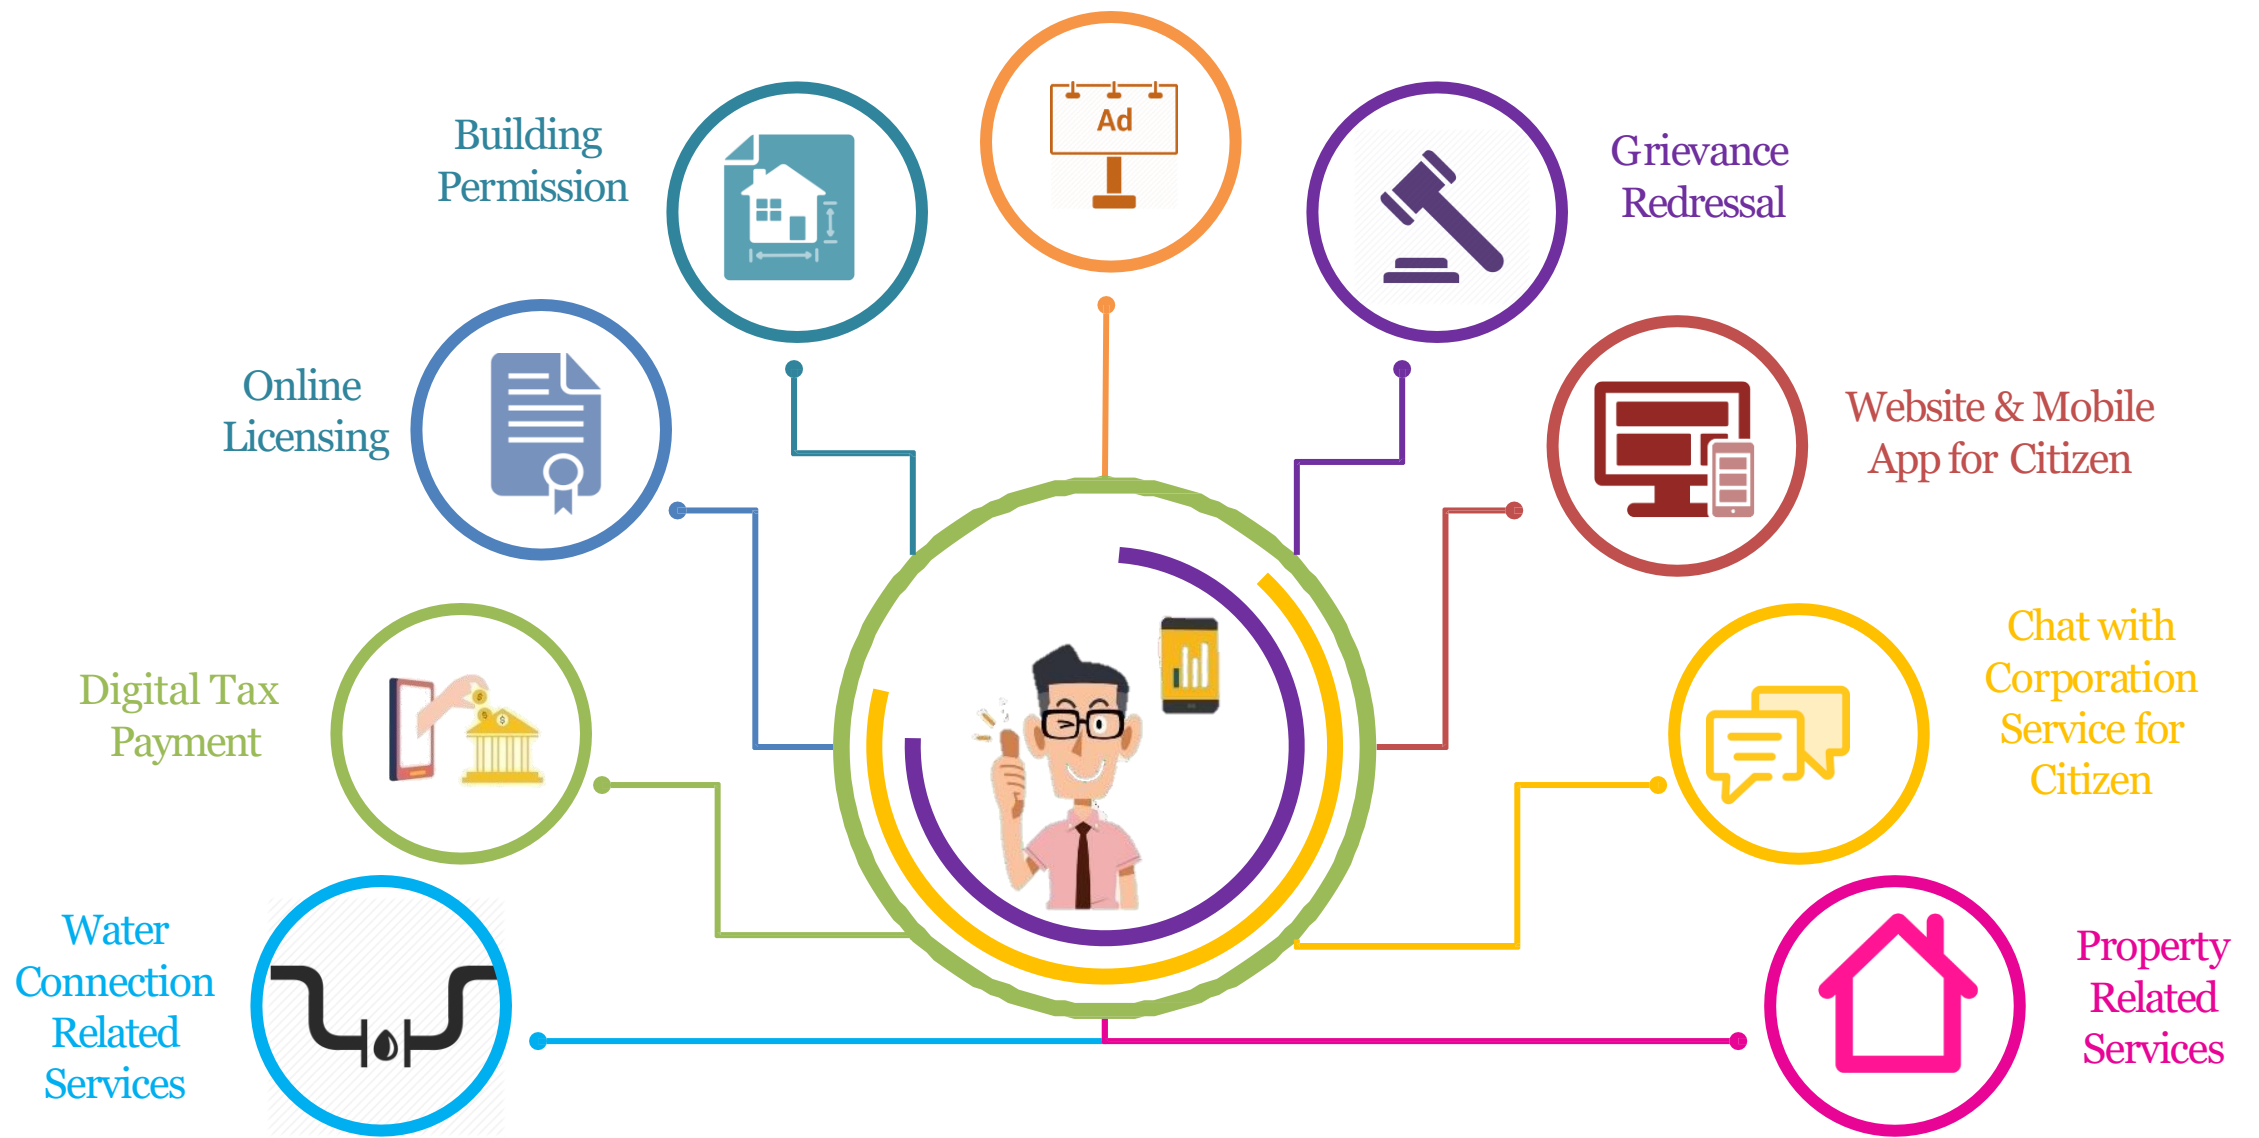 Ad
Building
Permission
Grievance
Redressal
Online
Licensing
Website & Mobile
App for Citizen
Digital Tax
Payment
Chat with
Corporation
Service for
Citizen
Water
Connection
Related
Services
Property
Related
Services